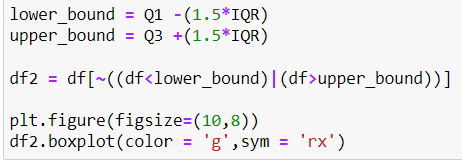 lower_bound = Q1 -(1.5*IQR)
upper_bound = Q3 +(1.5*IQR)
df2 = df[~((df<lower_bound)|(df>upper_bound))]
plt.figure(figsize=(10,8))
df2.boxplot(color = 'g',sym = 'rx')